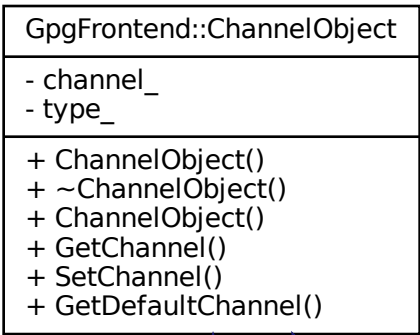 GpgFrontend::ChannelObject
- channel_
- type_
+ ChannelObject()
+ ~ChannelObject()
+ ChannelObject()
+ GetChannel()
+ SetChannel()
+ GetDefaultChannel()